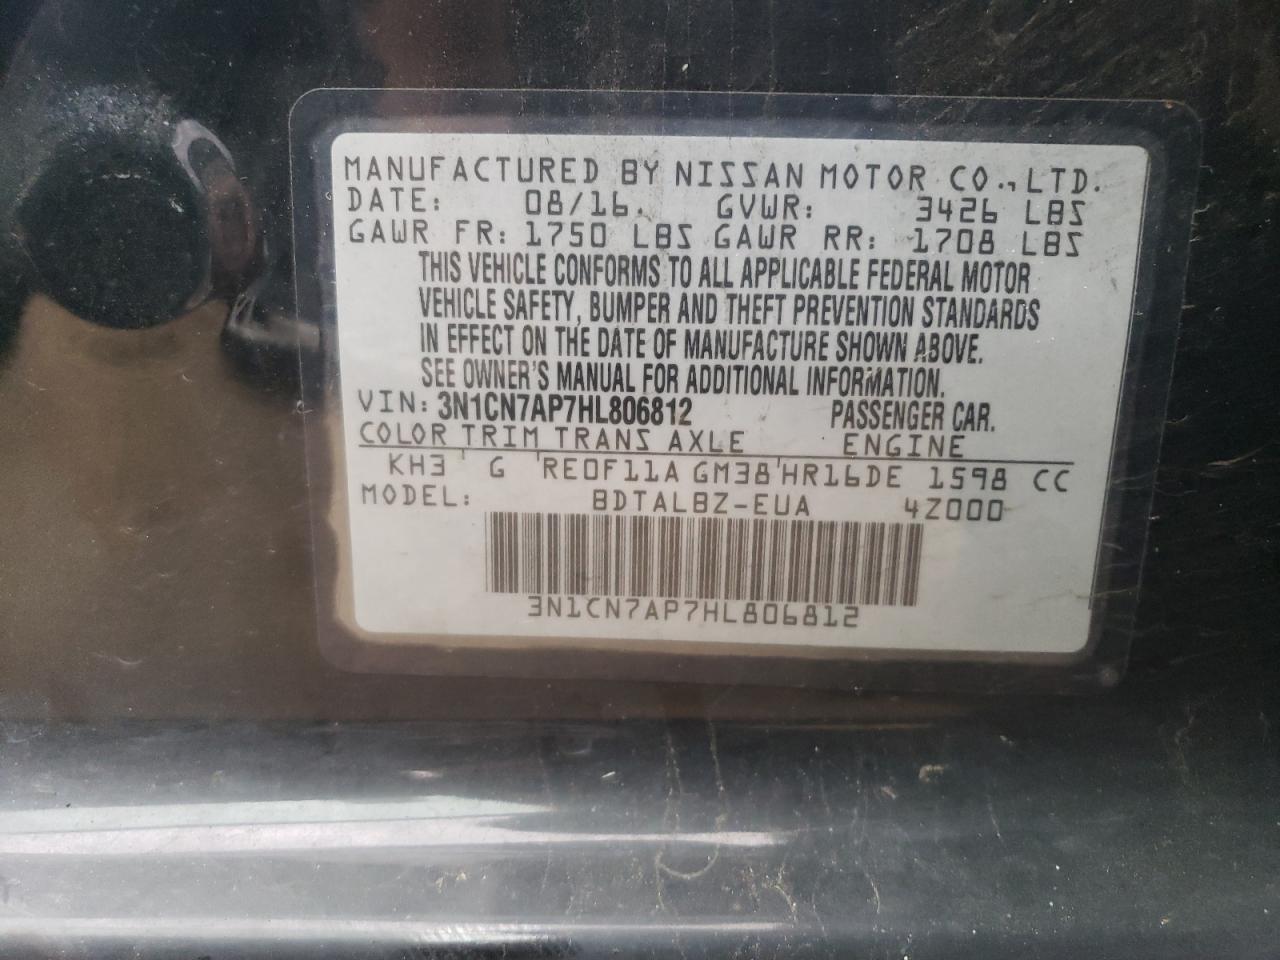 MANUFACTURED BY NISSAN MOTOR CO., LTD.
DATE: 08/16. GVWR: 3426 LBS
GAWR FR: 1750 LBS GAWR RR: 1708 LBS
THIS VEHICLE CONFORMS TO ALL APPLICABLE FEDERAL MOTOR
VEHICLE SAFETY, BUMPER AND THEFT PREVENTION STANDARDS
IN EFFECT ON THE DATE OF MANUFACTURE SHOWN ABOVE.
SEE OWNER'S MANUAL FOR ADDITIONAL INFORMATION.
VIN: 3N1CN7AP7HL806812 PASSENGER CAR.
COLOR TRIM TRANS AXLE ENGINE
KH3 ' G 'RE0F11A GM38'HR16DE 1598 CC
MODEL: BDTALBZ-EUA 4Z000
3N1CN7AP7HL806812